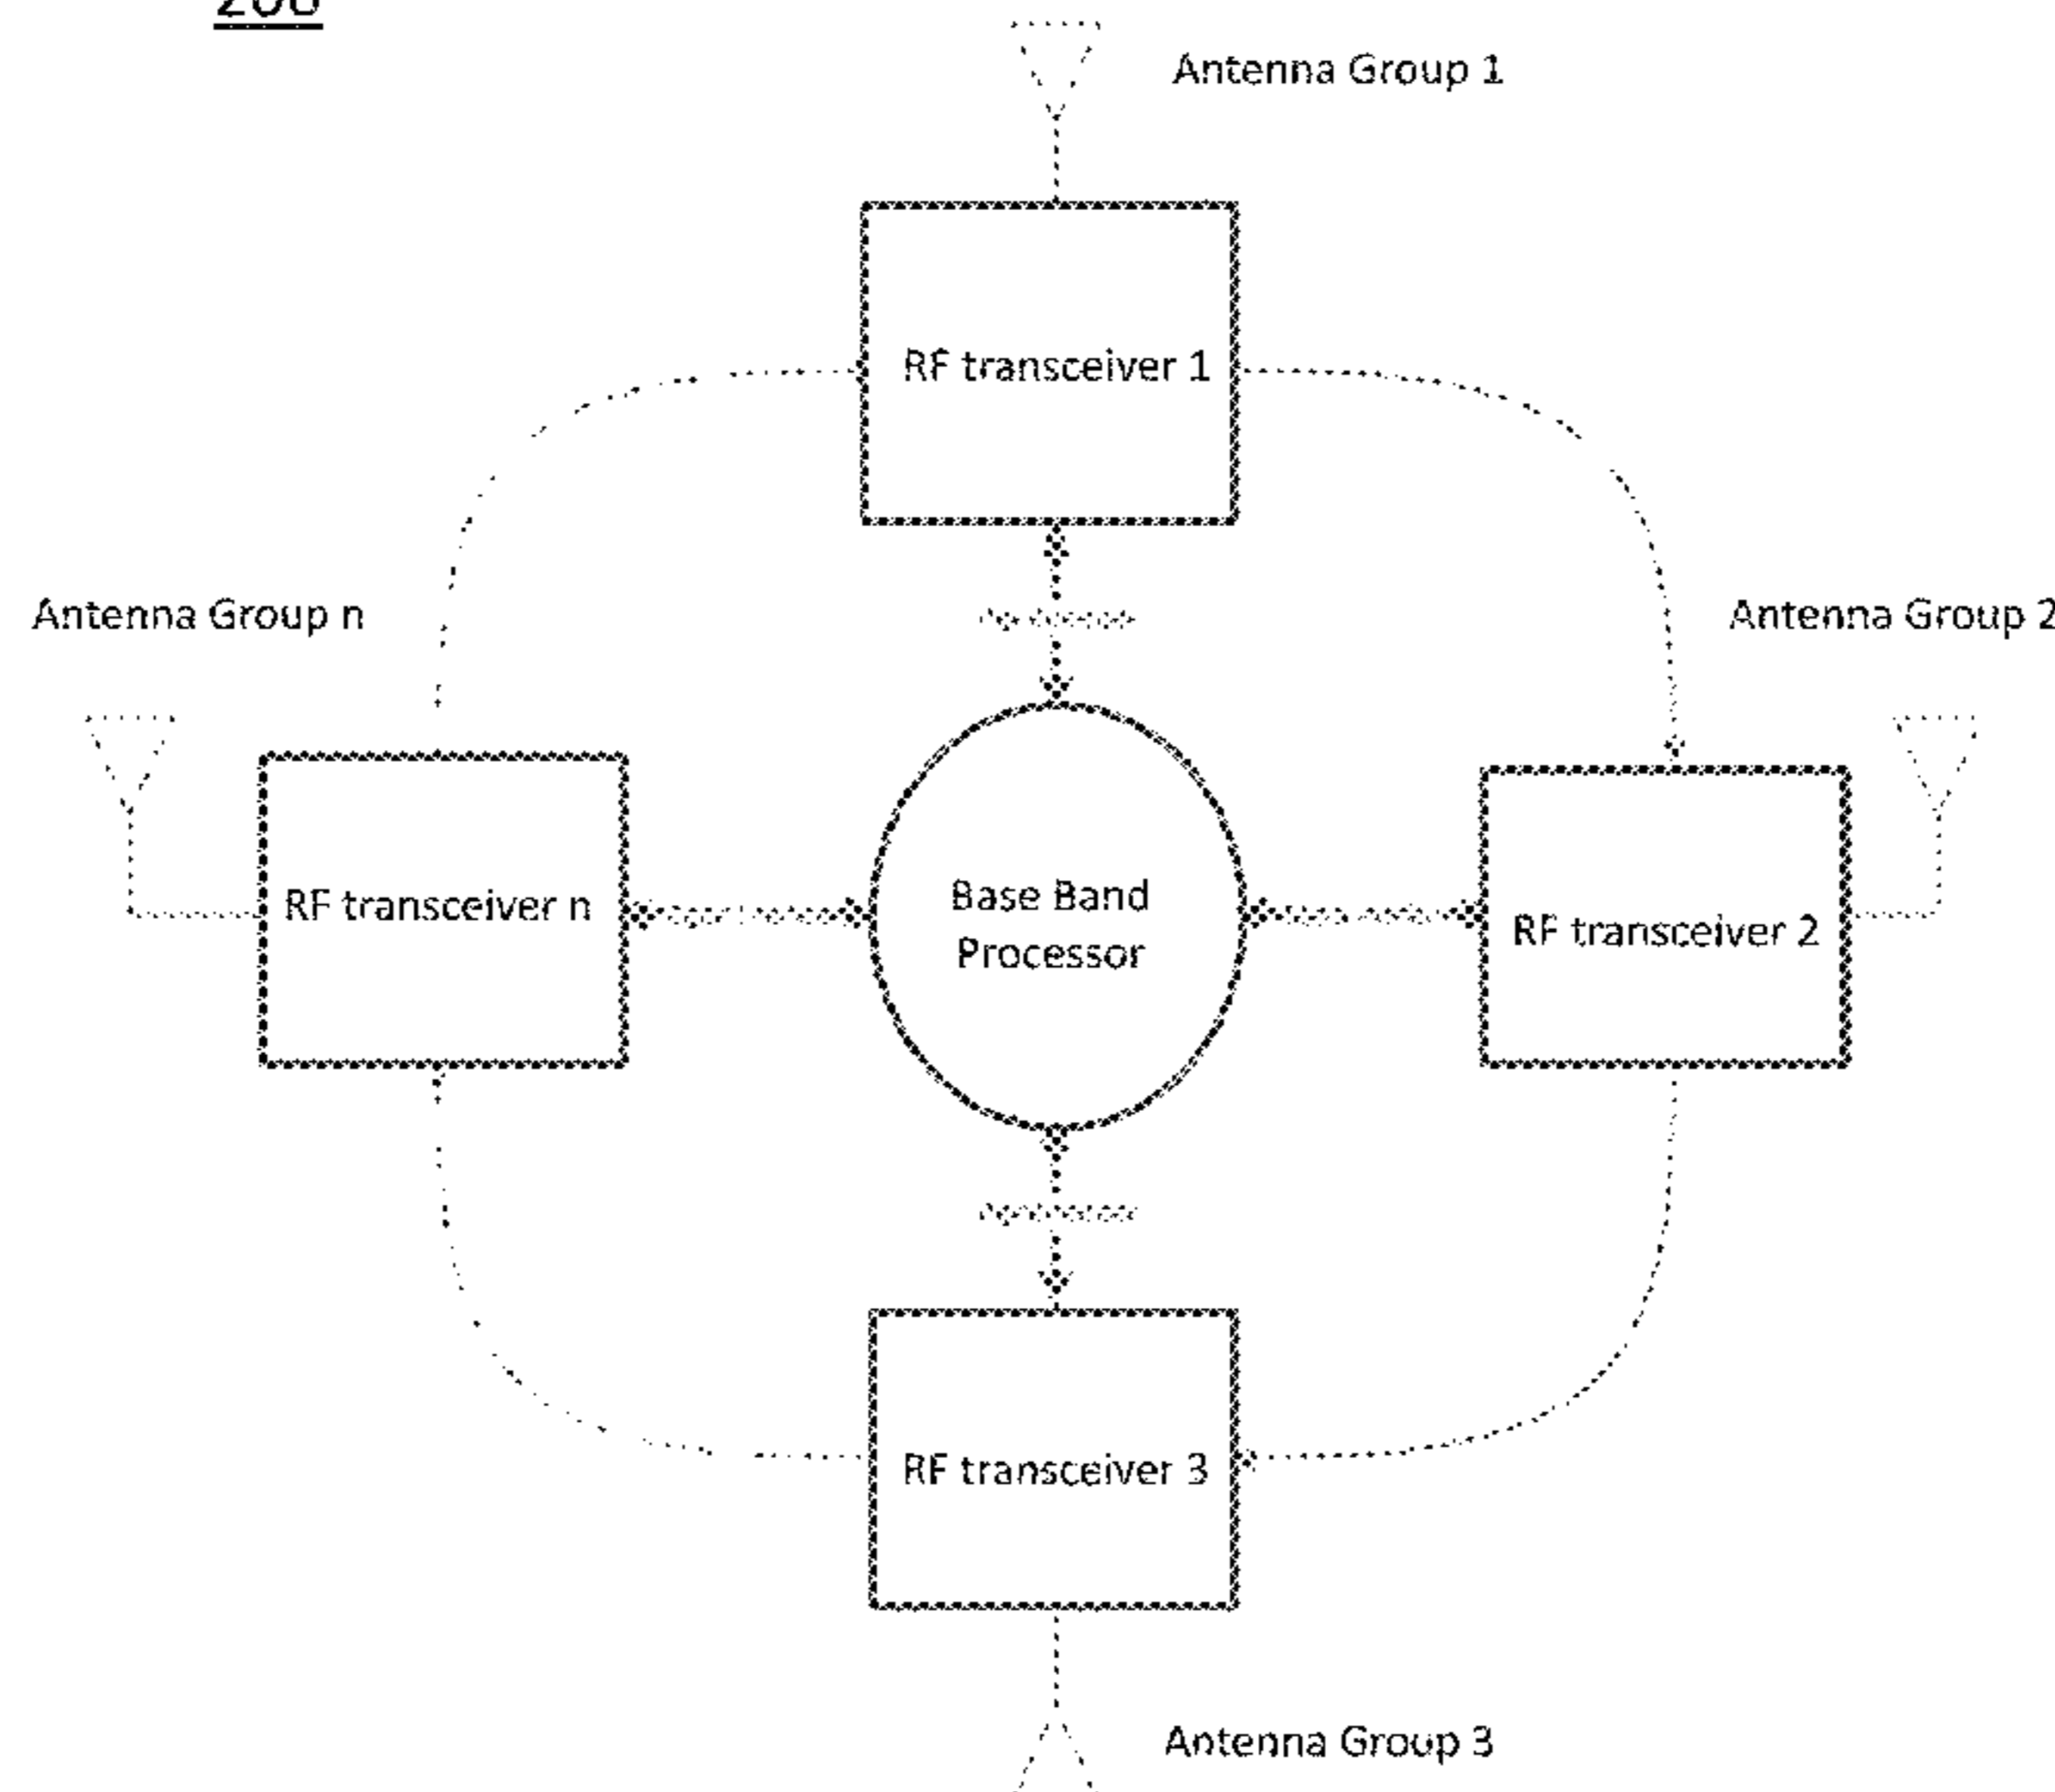 Antenna Group 1
RF transceiver 1
Antenna Group n
Antenna Group 2
RF transceiver n
Base Band
Processor
RF transceiver 2
RF transceiver 3
Antenna Group 3